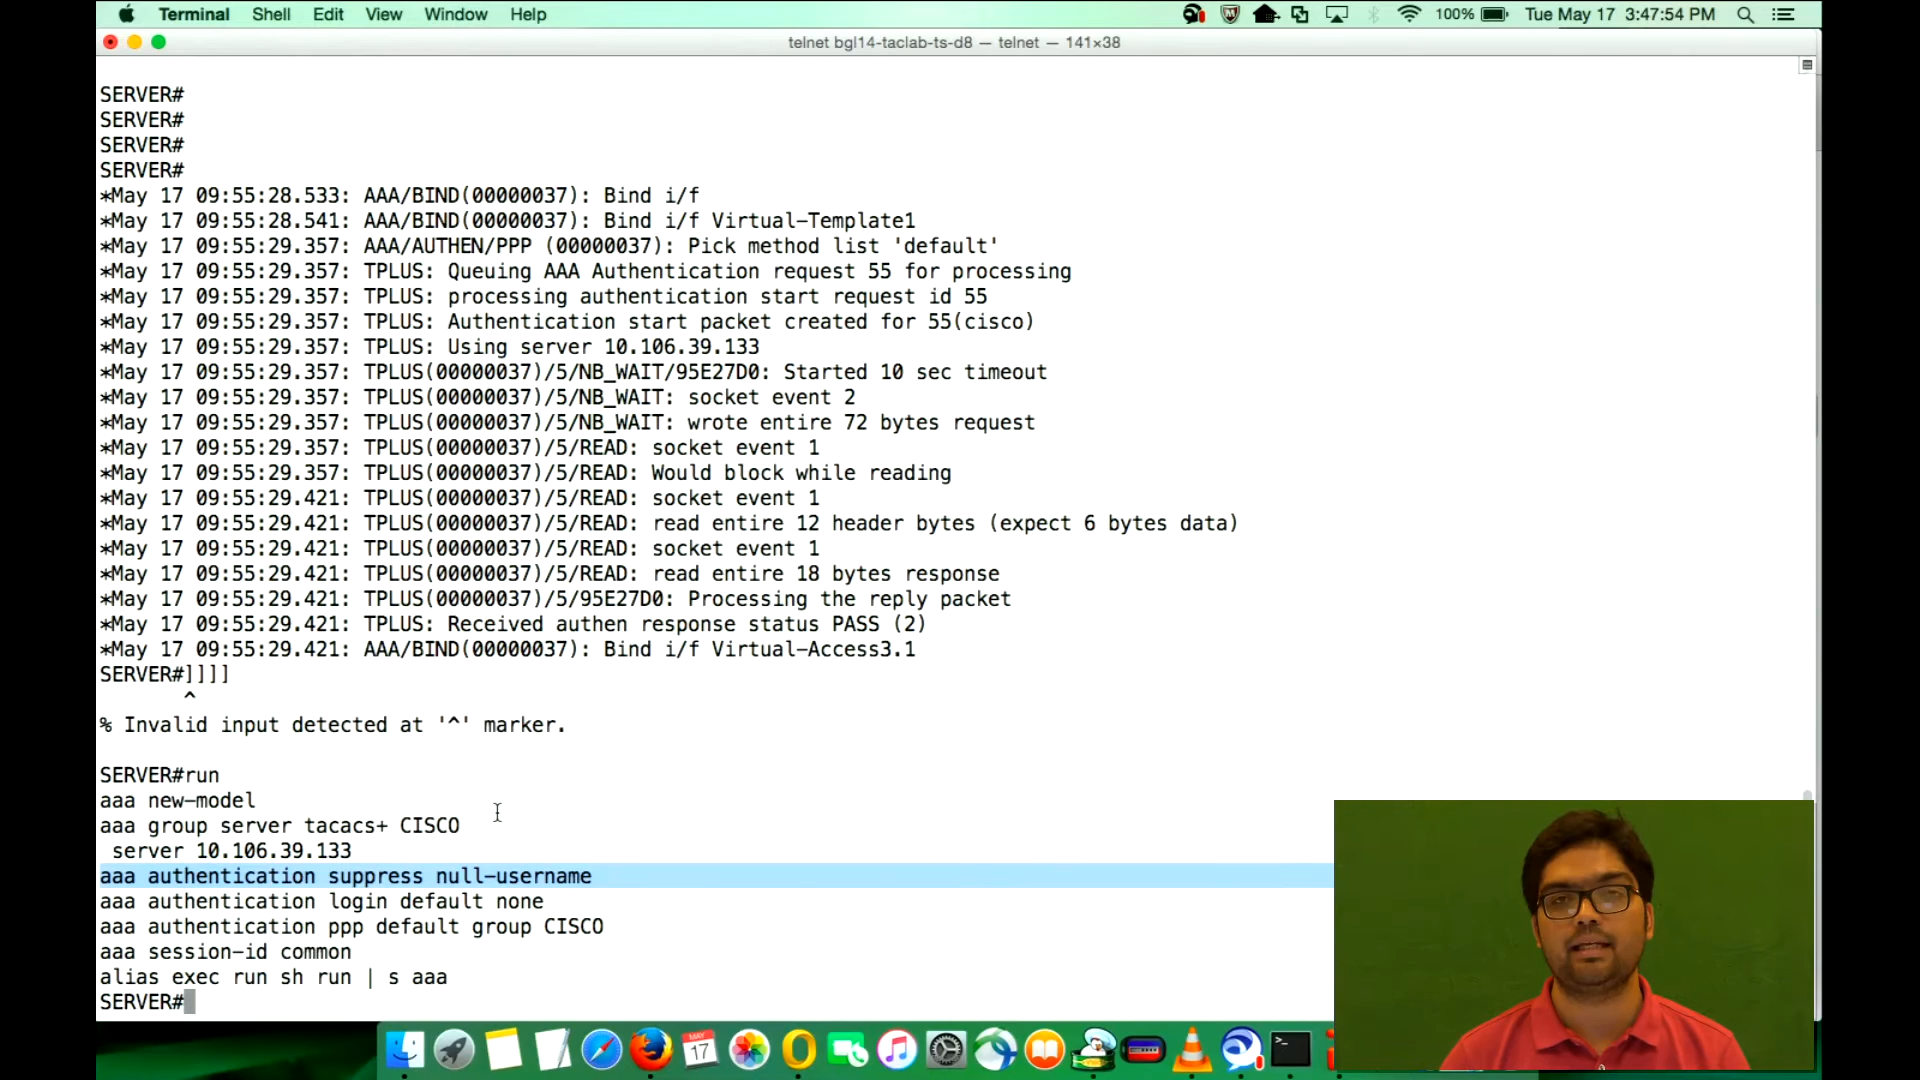 Terminal Shell Edit View Window Help 100% Tue May 17 3:47:54 PM
telnet bgl14-taclab-ts-d8 — telnet — 141×38
SERVER#
SERVER#
SERVER#
SERVER#
*May 17 09:55:28.533: AAA/BIND(00000037): Bind i/f
*May 17 09:55:28.541: AAA/BIND(00000037): Bind i/f Virtual-Template1
*May 17 09:55:29.357: AAA/AUTHEN/PPP (00000037): Pick method list 'default'
*May 17 09:55:29.357: TPLUS: Queuing AAA Authentication request 55 for processing
*May 17 09:55:29.357: TPLUS: processing authentication start request id 55
*May 17 09:55:29.357: TPLUS: Authentication start packet created for 55(cisco)
*May 17 09:55:29.357: TPLUS: Using server 10.106.39.133
*May 17 09:55:29.357: TPLUS(00000037)/5/NB_WAIT/95E27D0: Started 10 sec timeout
*May 17 09:55:29.357: TPLUS(00000037)/5/NB_WAIT: socket event 2
*May 17 09:55:29.357: TPLUS(00000037)/5/NB_WAIT: wrote entire 72 bytes request
*May 17 09:55:29.357: TPLUS(00000037)/5/READ: socket event 1
*May 17 09:55:29.357: TPLUS(00000037)/5/READ: Would block while reading
*May 17 09:55:29.421: TPLUS(00000037)/5/READ: socket event 1
*May 17 09:55:29.421: TPLUS(00000037)/5/READ: read entire 12 header bytes (expect 6 bytes data)
*May 17 09:55:29.421: TPLUS(00000037)/5/READ: socket event 1
*May 17 09:55:29.421: TPLUS(00000037)/5/READ: read entire 18 bytes response
*May 17 09:55:29.421: TPLUS(00000037)/5/95E27D0: Processing the reply packet
*May 17 09:55:29.421: TPLUS: Received authen response status PASS (2)
*May 17 09:55:29.421: AAA/BIND(00000037): Bind i/f Virtual-Access3.1
SERVER#]]]]
^
% Invalid input detected at '^' marker.
SERVER#run
aaa new-model
aaa group server tacacs+ CISCO
server 10.106.39.133
aaa authentication suppress null-username
aaa authentication login default none
aaa authentication ppp default group CISCO
aaa session-id common
alias exec run sh run | s aaa
SERVER#
MAY
17